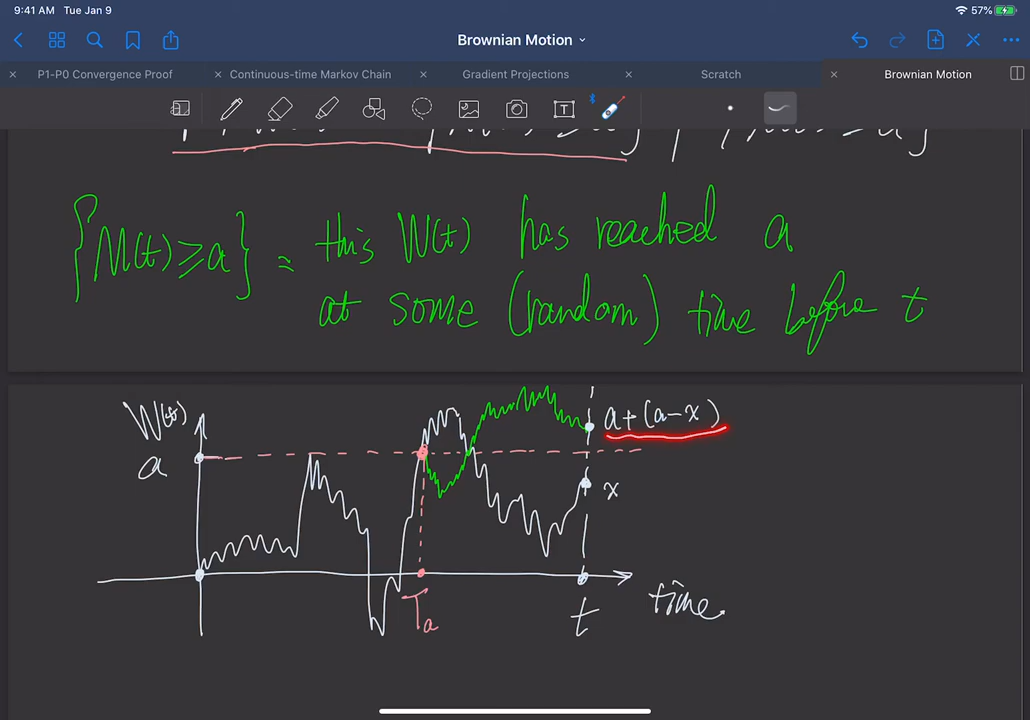 9:41 AM Tue Jan 9
57%
Brownian Motion
P1-P0 Convergence Proof
Continuous-time Markov Chain
Gradient Projections
Scratch
Brownian Motion
{M(t) ≥ a} = this W(t) has reached a
at some (random) time before t
W(t)
a + (a-x)
a
x
Ta
t
time